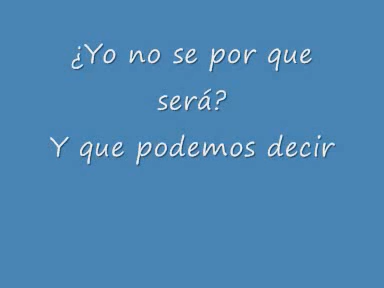 ¿Yo no se por que
será?
Y que podemos decir